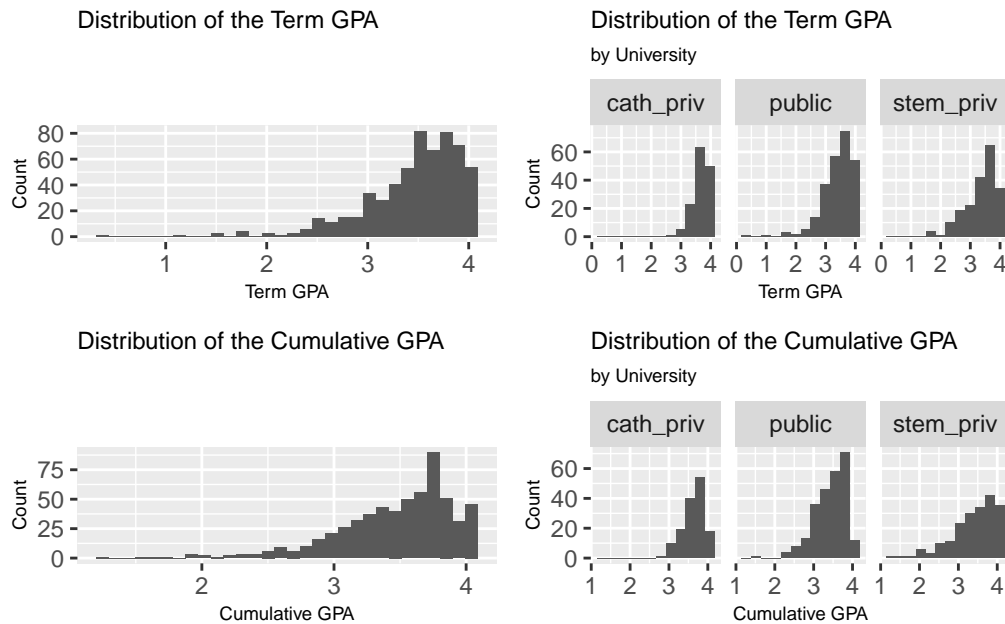 Distribution of the Term GPA
80
60
40
20
0
Count
1 2 3 4
Term GPA
Distribution of the Term GPA
by University
cath_priv public stem_priv
60
40
20
0
Count
0 1 2 3 4 0 1 2 3 4 0 1 2 3 4
Term GPA
Distribution of the Cumulative GPA
75
50
25
0
Count
2 3 4
Cumulative GPA
Distribution of the Cumulative GPA
by University
cath_priv public stem_priv
60
40
20
0
Count
1 2 3 4 1 2 3 4 1 2 3 4
Cumulative GPA